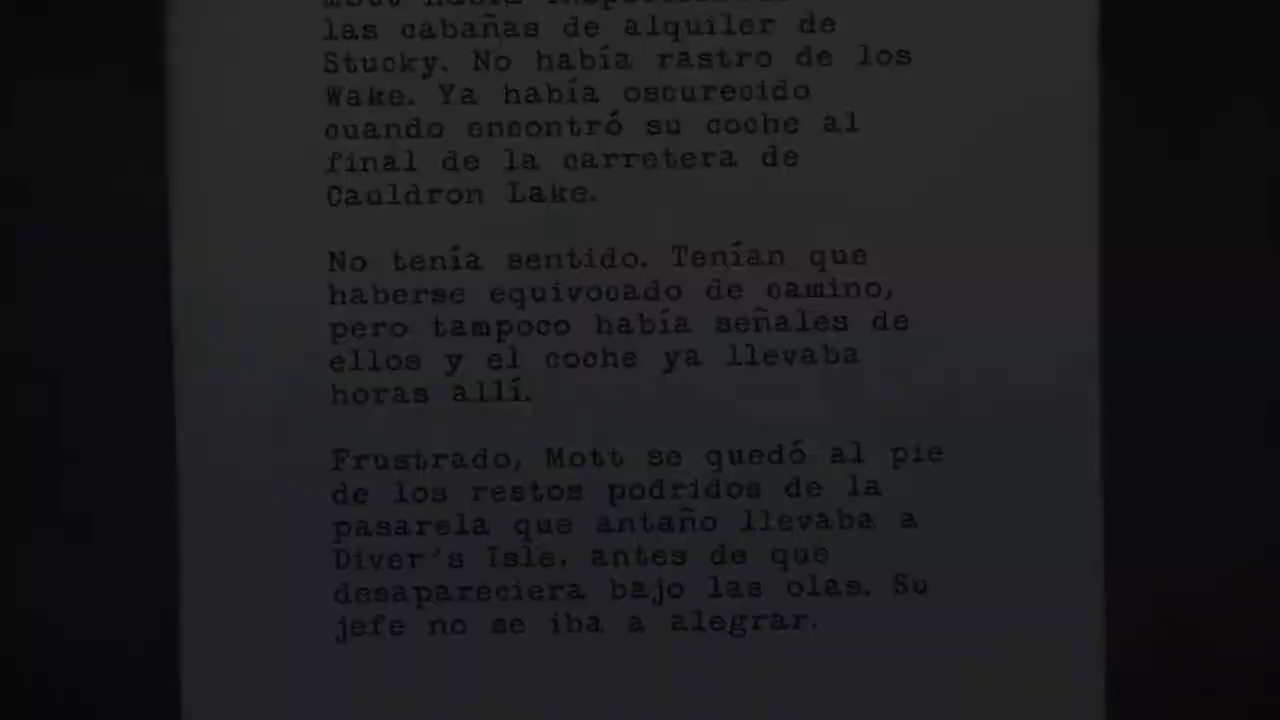 Mott había
las cabañas de alquiler de
Stucky. No había rastro de los
Wake. Ya había oscurecido
cuando encontró su coche al
final de la carretera de
Cauldron Lake.
No tenía sentido. Tenían que
haberse equivocado de camino,
pero tampoco había señales de
ellos y el coche ya llevaba
horas allí.
Frustrado, Mott se quedó al pie
de los restos podridos de la
pasarela que antaño llevaba a
Diver's Isle, antes de que
desapareciera bajo las olas. Su
jefe no se iba a alegrar.